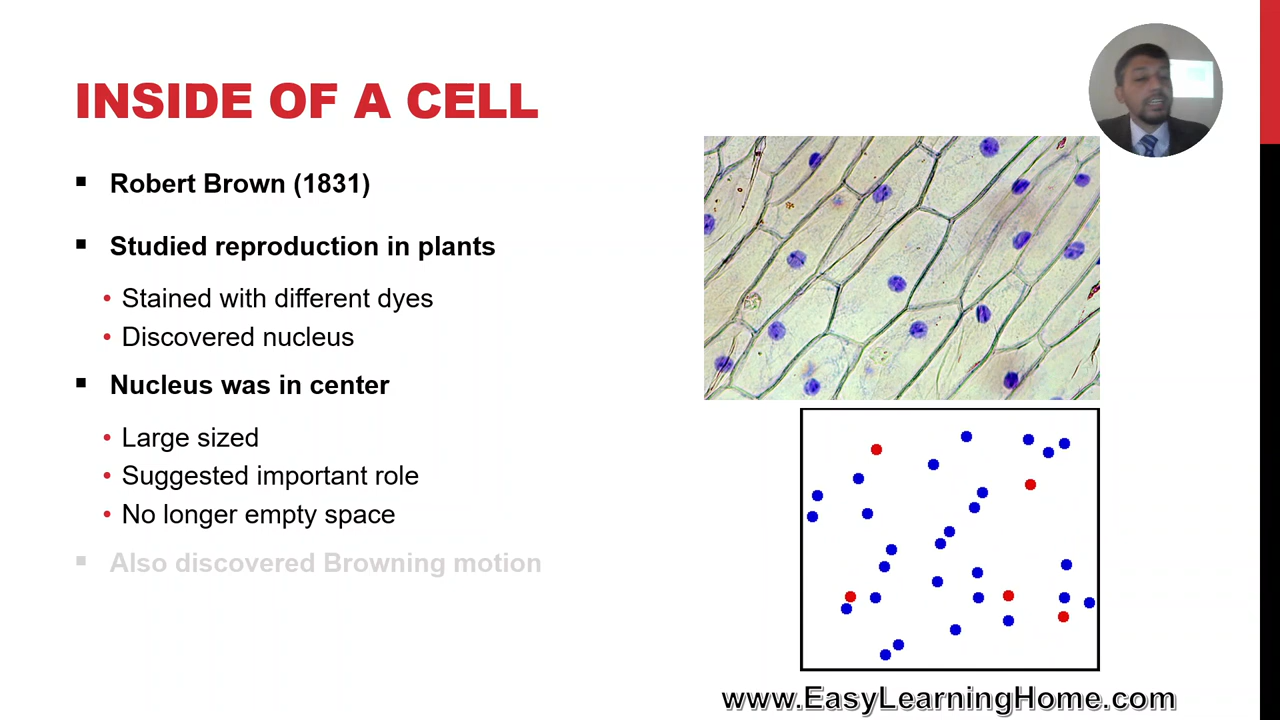 INSIDE OF A CELL
Robert Brown (1831)
Studied reproduction in plants
Stained with different dyes
Discovered nucleus
Nucleus was in center
Large sized
Suggested important role
No longer empty space
Also discovered Browning motion
www.EasyLearningHome.com